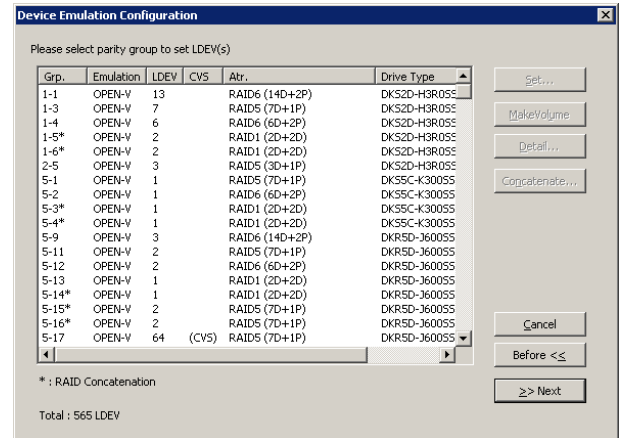 Device Emulation Configuration
Please select parity group to set LDEV(s)
Grp. Emulation LDEV CVS Atr. Drive Type
1-1 OPEN-V 13 RAID6 (14D+2P) DKS2D-H3R0SS
1-3 OPEN-V 7 RAID5 (7D+1P) DKS2D-H3R0SS
1-4 OPEN-V 6 RAID6 (6D+2P) DKS2D-H3R0SS
1-5* OPEN-V 2 RAID1 (2D+2D) DKS2D-H3R0SS
1-6* OPEN-V 2 RAID1 (2D+2D) DKS2D-H3R0SS
2-5 OPEN-V 3 RAID5 (3D+1P) DKS2D-H3R0SS
5-1 OPEN-V 1 RAID5 (7D+1P) DKS5C-K300SS
5-2 OPEN-V 1 RAID6 (6D+2P) DKS5C-K300SS
5-3* OPEN-V 1 RAID1 (2D+2D) DKS5C-K300SS
5-4* OPEN-V 1 RAID1 (2D+2D) DKS5C-K300SS
5-9 OPEN-V 3 RAID6 (14D+2P) DKR5D-J600SS
5-11 OPEN-V 2 RAID5 (7D+1P) DKR5D-J600SS
5-12 OPEN-V 2 RAID6 (6D+2P) DKR5D-J600SS
5-13 OPEN-V 1 RAID1 (2D+2D) DKR5D-J600SS
5-14* OPEN-V 1 RAID1 (2D+2D) DKR5D-J600SS
5-15* OPEN-V 2 RAID5 (7D+1P) DKR5D-J600SS
5-16* OPEN-V 2 RAID5 (7D+1P) DKR5D-J600SS
5-17 OPEN-V 64 (CVS) RAID5 (7D+1P) DKR5D-J600SS
* : RAID Concatenation
Total : 565 LDEV
Set...
MakeVolume
Detail...
Concatenate...
Cancel
Before <<
>> Next